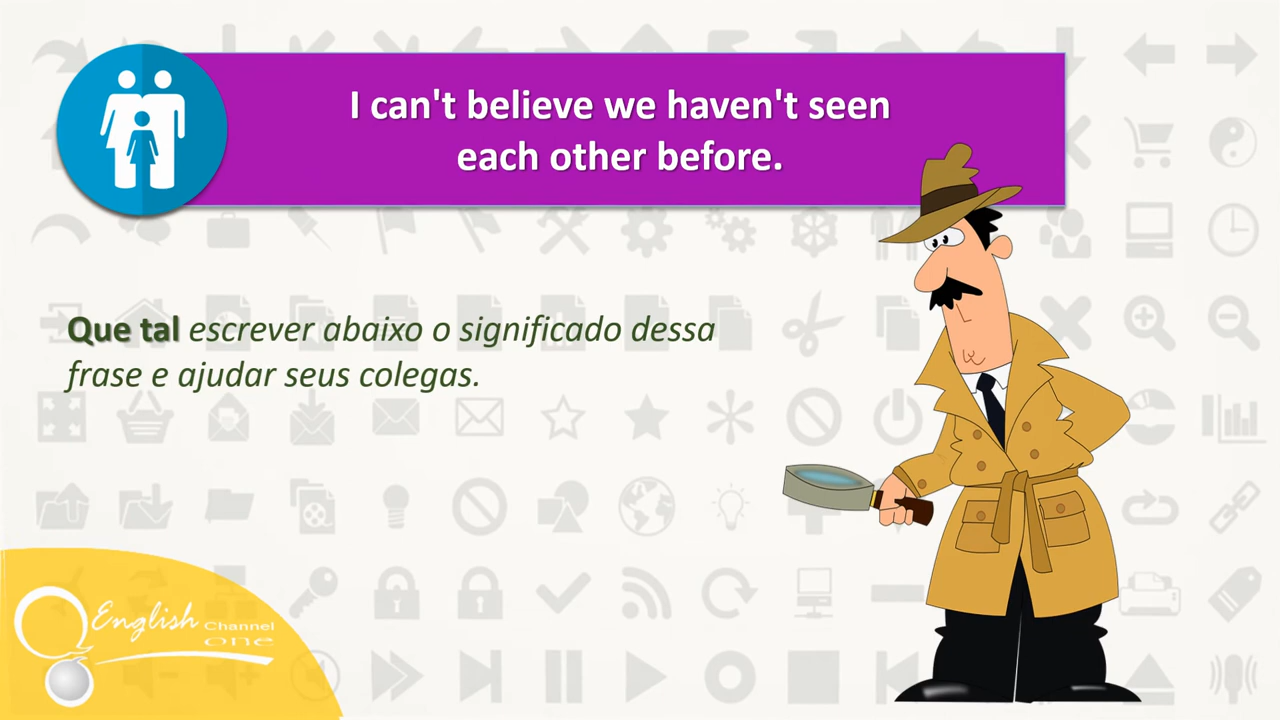 I can't believe we haven't seen
each other before.
Que tal escrever abaixo o significado dessa
frase e ajudar seus colegas.
English Channel
one